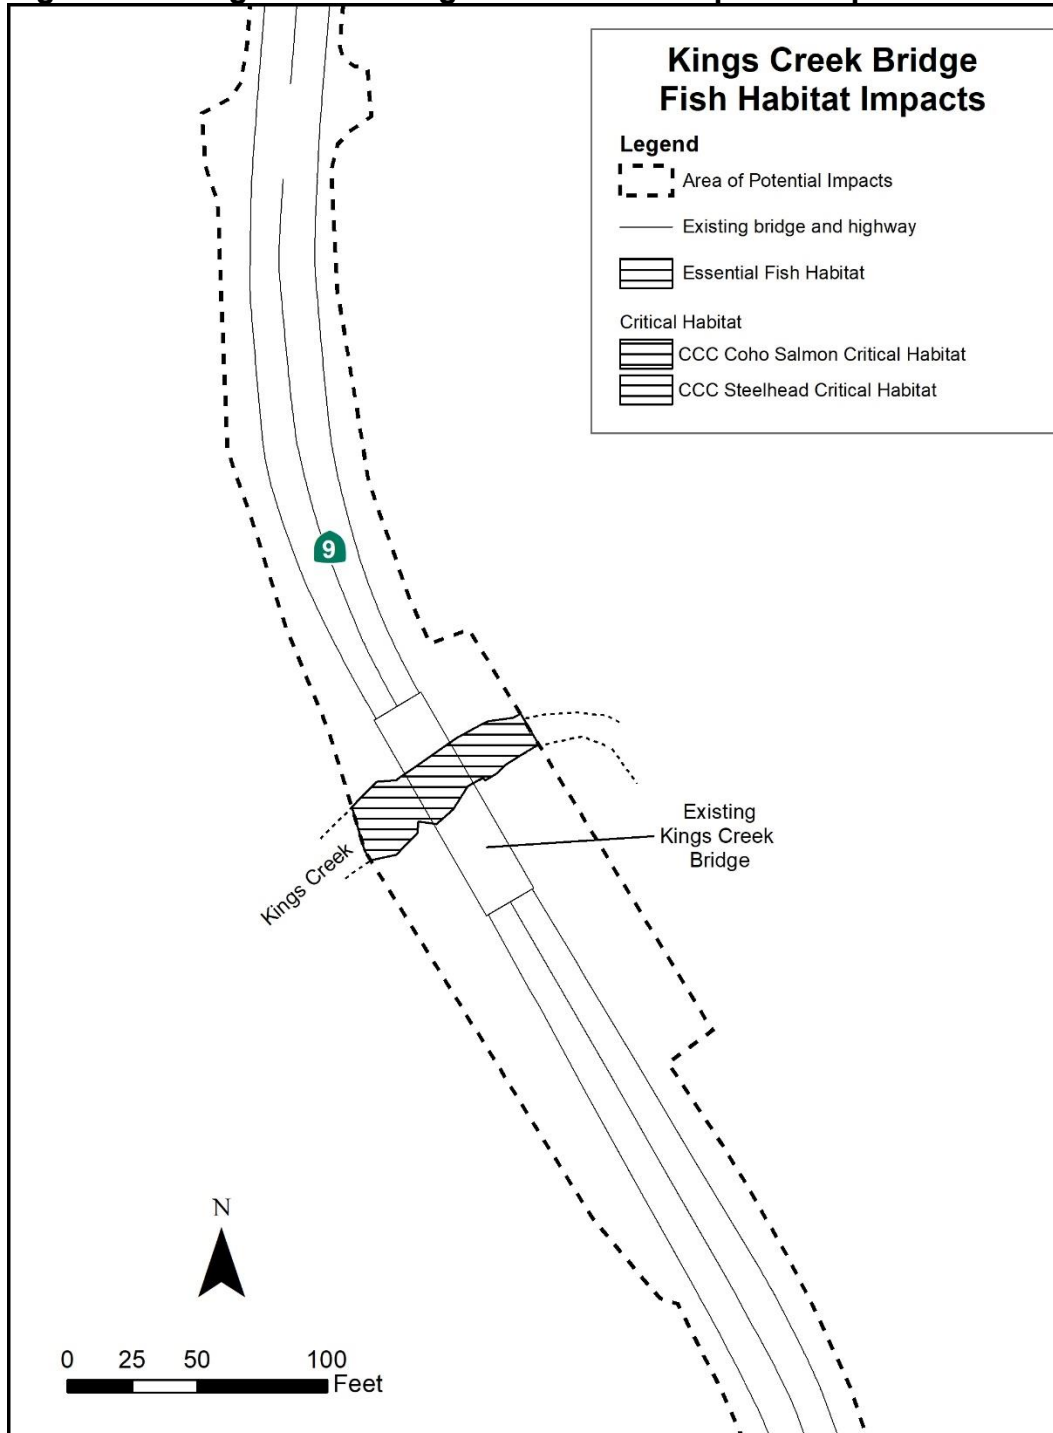 Kings Creek Bridge
Fish Habitat Impacts
Legend
Area of Potential Impacts
Existing bridge and highway
Essential Fish Habitat
Critical Habitat
CCC Coho Salmon Critical Habitat
CCC Steelhead Critical Habitat
9
Existing
Kings Creek
Bridge
Kings Creek
N
0 25 50 100
Feet